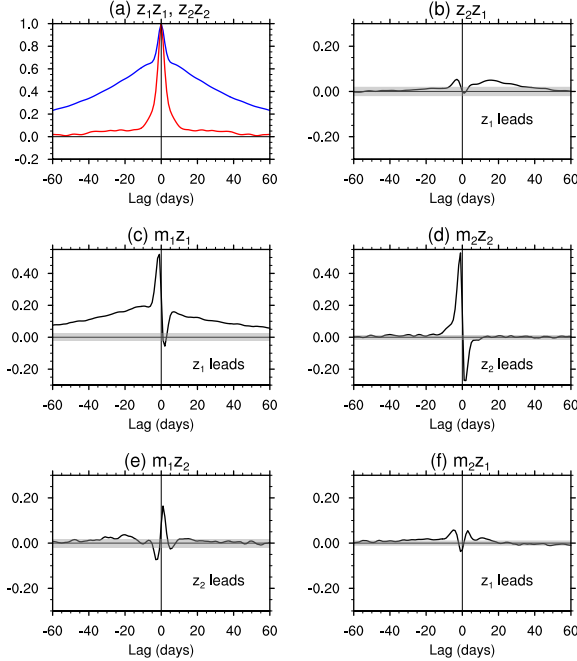 (a) z₁z₁, z₂z₂
1.0
0.8
0.6
0.4
0.2
0.0
-0.2
-60 -40 -20 0 20 40 60
Lag (days)
(b) z₂z₁
0.20
0.00
-0.20
z₁ leads
-60 -40 -20 0 20 40 60
Lag (days)
(c) m₁z₁
0.40
0.20
0.00
-0.20
z₁ leads
-60 -40 -20 0 20 40 60
Lag (days)
(d) m₂z₂
0.40
0.20
0.00
-0.20
z₂ leads
-60 -40 -20 0 20 40 60
Lag (days)
(e) m₁z₂
0.20
0.00
-0.20
z₂ leads
-60 -40 -20 0 20 40 60
Lag (days)
(f) m₂z₁
0.20
0.00
-0.20
z₁ leads
-60 -40 -20 0 20 40 60
Lag (days)